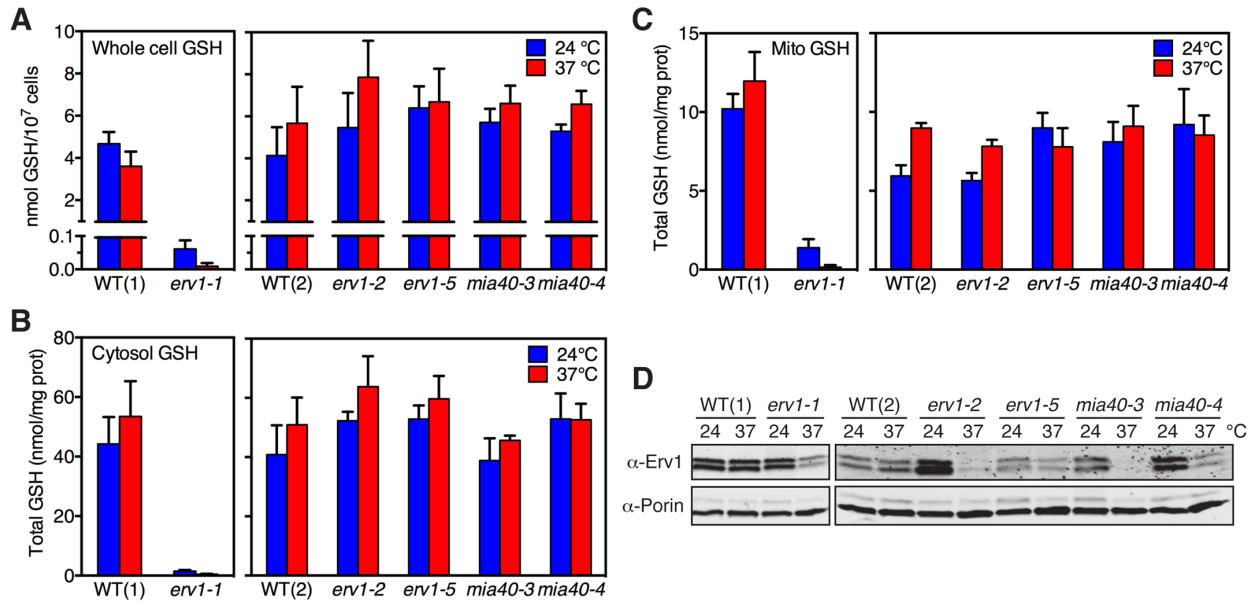 A
Whole cell GSH
24 °C
37 °C
nmol GSH/10⁷ cells
10
8
6
4
2
0.1
0.0
WT(1) erv1-1 WT(2) erv1-2 erv1-5 mia40-3 mia40-4
B
Cytosol GSH
24°C
37°C
Total GSH (nmol/mg prot)
80
60
40
20
0
WT(1) erv1-1 WT(2) erv1-2 erv1-5 mia40-3 mia40-4
C
Mito GSH
24°C
37°C
Total GSH (nmol/mg prot)
15
10
5
0
WT(1) erv1-1 WT(2) erv1-2 erv1-5 mia40-3 mia40-4
D
WT(1) erv1-1 WT(2) erv1-2 erv1-5 mia40-3 mia40-4
24 37 24 37 24 37 24 37 24 37 24 37 24 37 °C
α-Erv1
α-Porin